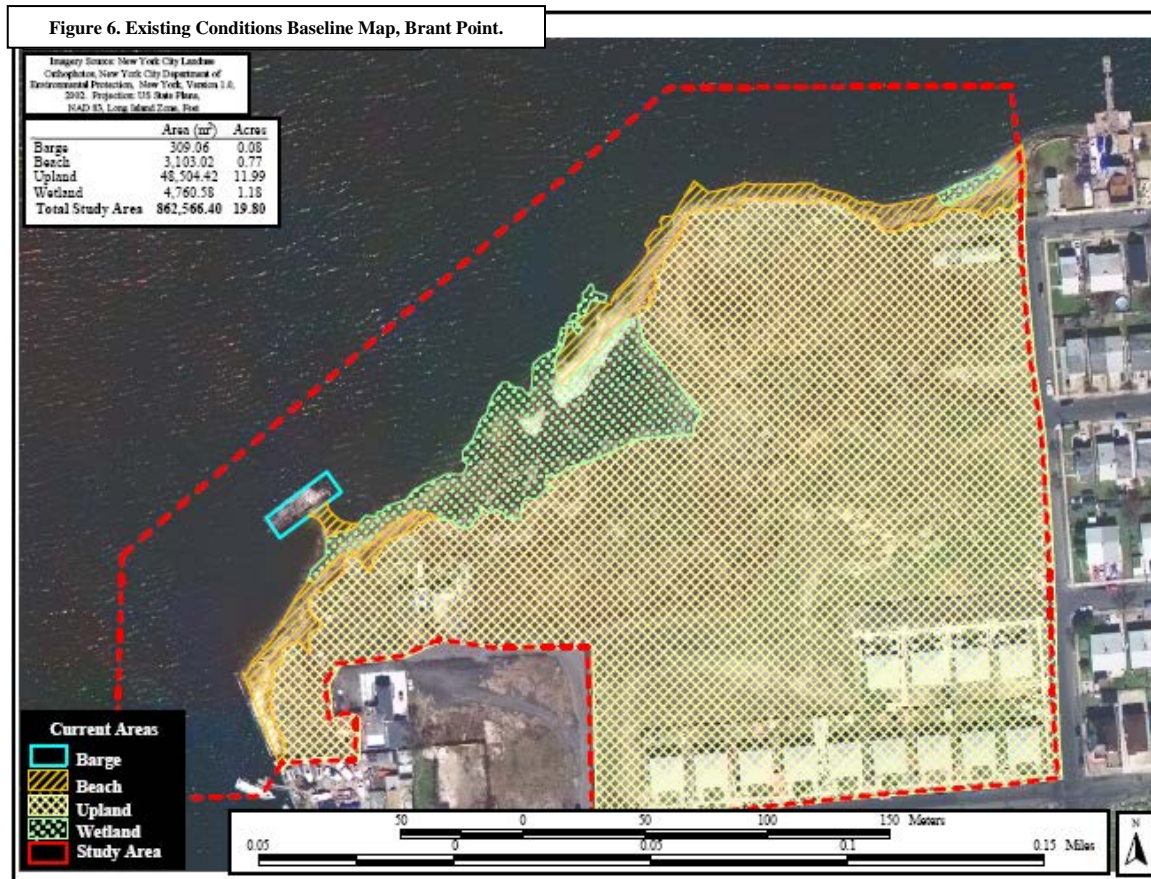 Figure 6. Existing Conditions Baseline Map, Brant Point.
Imagery Source: New York City Landuse
Orthophotos, New York City Department of
Environmental Protection, New York, Version 1.0,
2002. Projection: US State Plane,
NAD 83, Long Island Zone, Feet
Area (m²) Acres
Barge 309.06 0.08
Beach 3,103.02 0.77
Upland 48,504.42 11.99
Wetland 4,760.58 1.18
Total Study Area 862,566.40 19.80
Current Areas
Barge
Beach
Upland
Wetland
Study Area
50 0 50 100 150 Meters
0.05 0 0.05 0.1 0.15 Miles
N